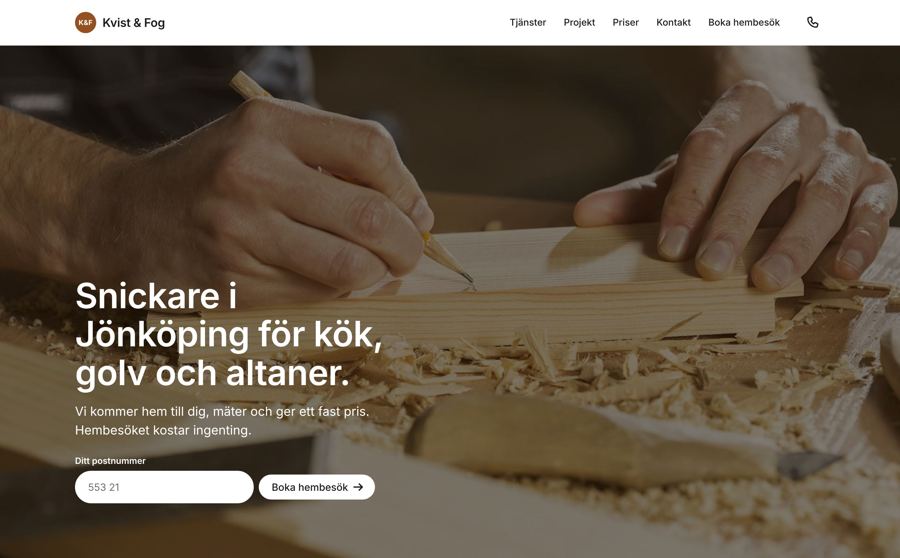 K&F Kvist & Fog
Tjänster Projekt Priser Kontakt Boka hembesök
Snickare i
Jönköping för kök,
golv och altaner.
Vi kommer hem till dig, mäter och ger ett fast pris.
Hembesöket kostar ingenting.
Ditt postnummer
553 21 Boka hembesök